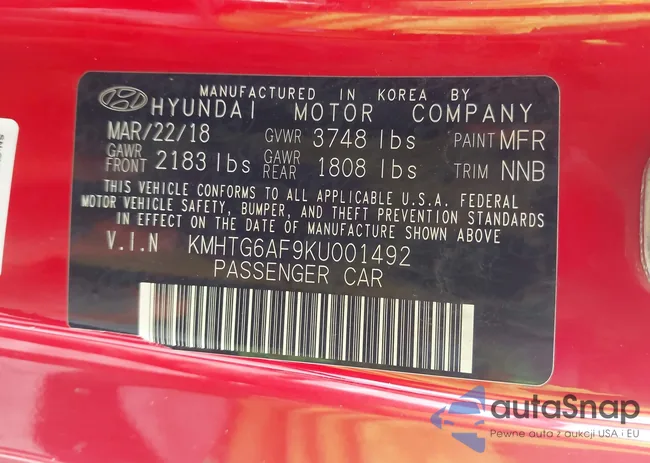 MANUFACTURED IN KOREA BY
HYUNDAI MOTOR COMPANY
MAR/22/18 GVWR 3748 lbs PAINT MFR
GAWR FRONT 2183 lbs GAWR REAR 1808 lbs TRIM NNB
THIS VEHICLE CONFORMS TO ALL APPLICABLE U.S.A. FEDERAL
MOTOR VEHICLE SAFETY, BUMPER, AND THEFT PREVENTION STANDARDS
IN EFFECT ON THE DATE OF MANUFACTURE SHOWN ABOVE
V.I.N KMHTG6AF9KU001492
PASSENGER CAR
autaSnap
Pewne auta z aukcji USA i EU